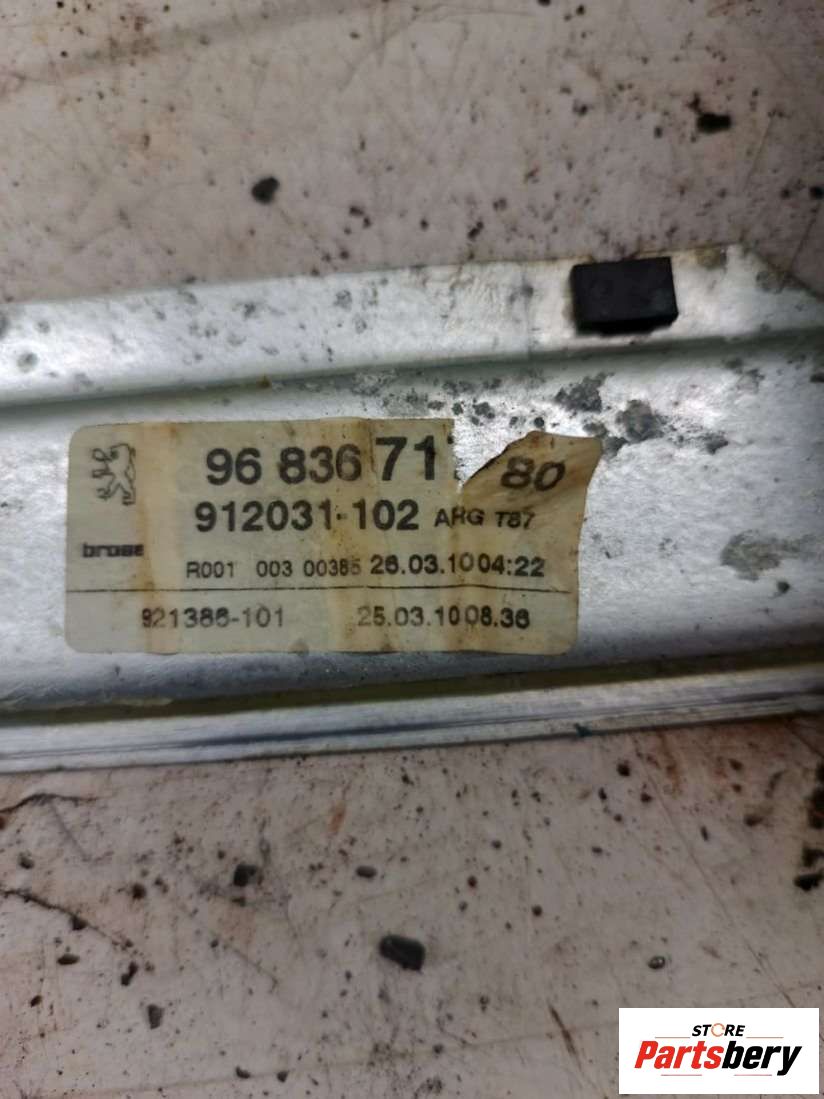 96 836 71 80
912031-102 ARG T87
brose
R001 003 00385 26.03.10 04:22
921386-101 25.03.10 08.36
STORE
Partsbery